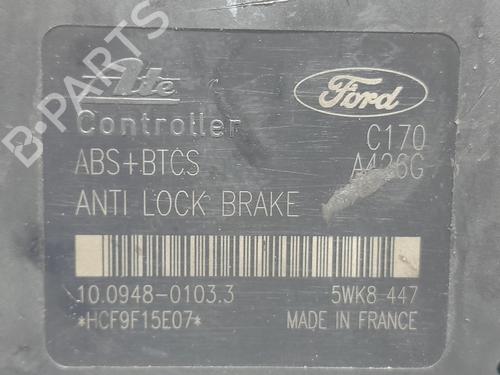 B-PARTS
Ate
Ford
Controller
C170
ABS+BTCS
A426G
ANTI LOCK BRAKE
10.0948-0103.3
5WK8-447
*HCF9F15E07*
MADE IN FRANCE